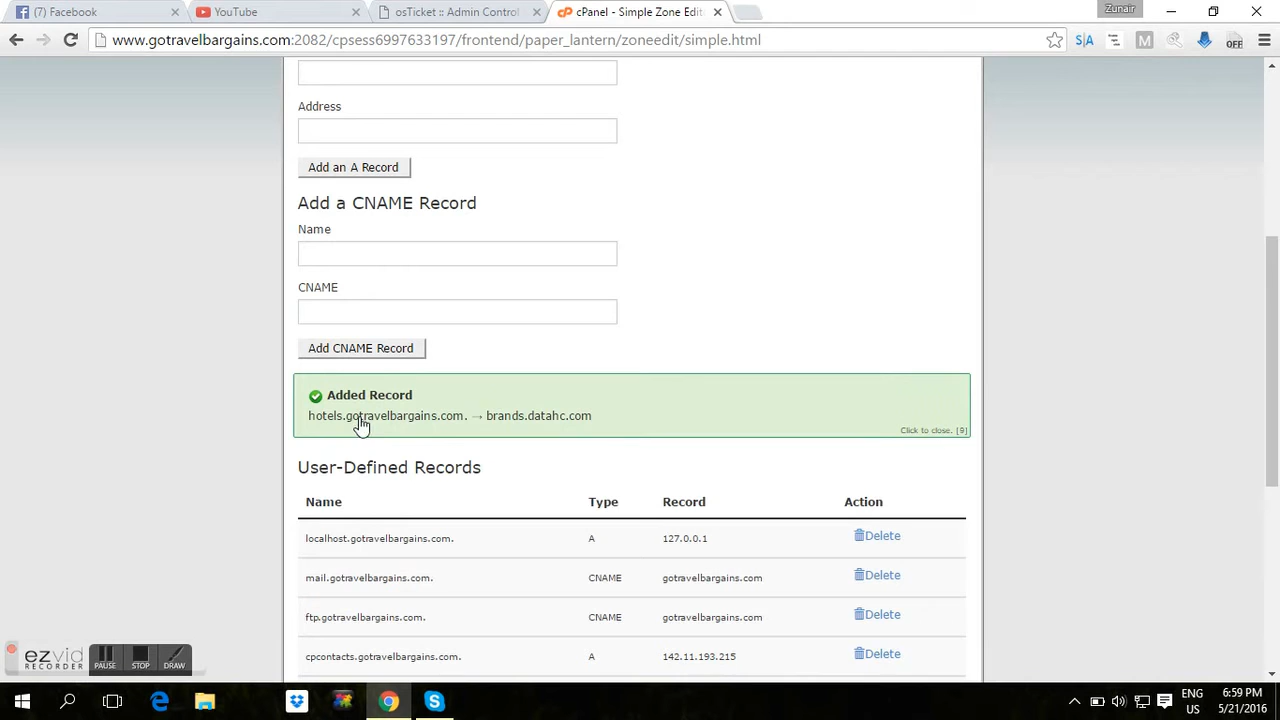 (7) Facebook
YouTube
osTicket :: Admin Control
cPanel - Simple Zone Edit
Zunair
www.gotravelbargains.com:2082/cpsess6997633197/frontend/paper_lantern/zoneedit/simple.html
S|A
M
OFF
Address
Add an A Record
Add a CNAME Record
Name
CNAME
Add CNAME Record
Added Record
hotels.gotravelbargains.com. → brands.datahc.com
Click to close. [9]
User-Defined Records
Name Type Record Action
localhost.gotravelbargains.com. A 127.0.0.1 Delete
mail.gotravelbargains.com. CNAME gotravelbargains.com Delete
ftp.gotravelbargains.com. CNAME gotravelbargains.com Delete
cpcontacts.gotravelbargains.com. A 142.11.193.215 Delete
ezvid
RECORDER
PAUSE
STOP
DRAW
ENG
US
6:59 PM
5/21/2016